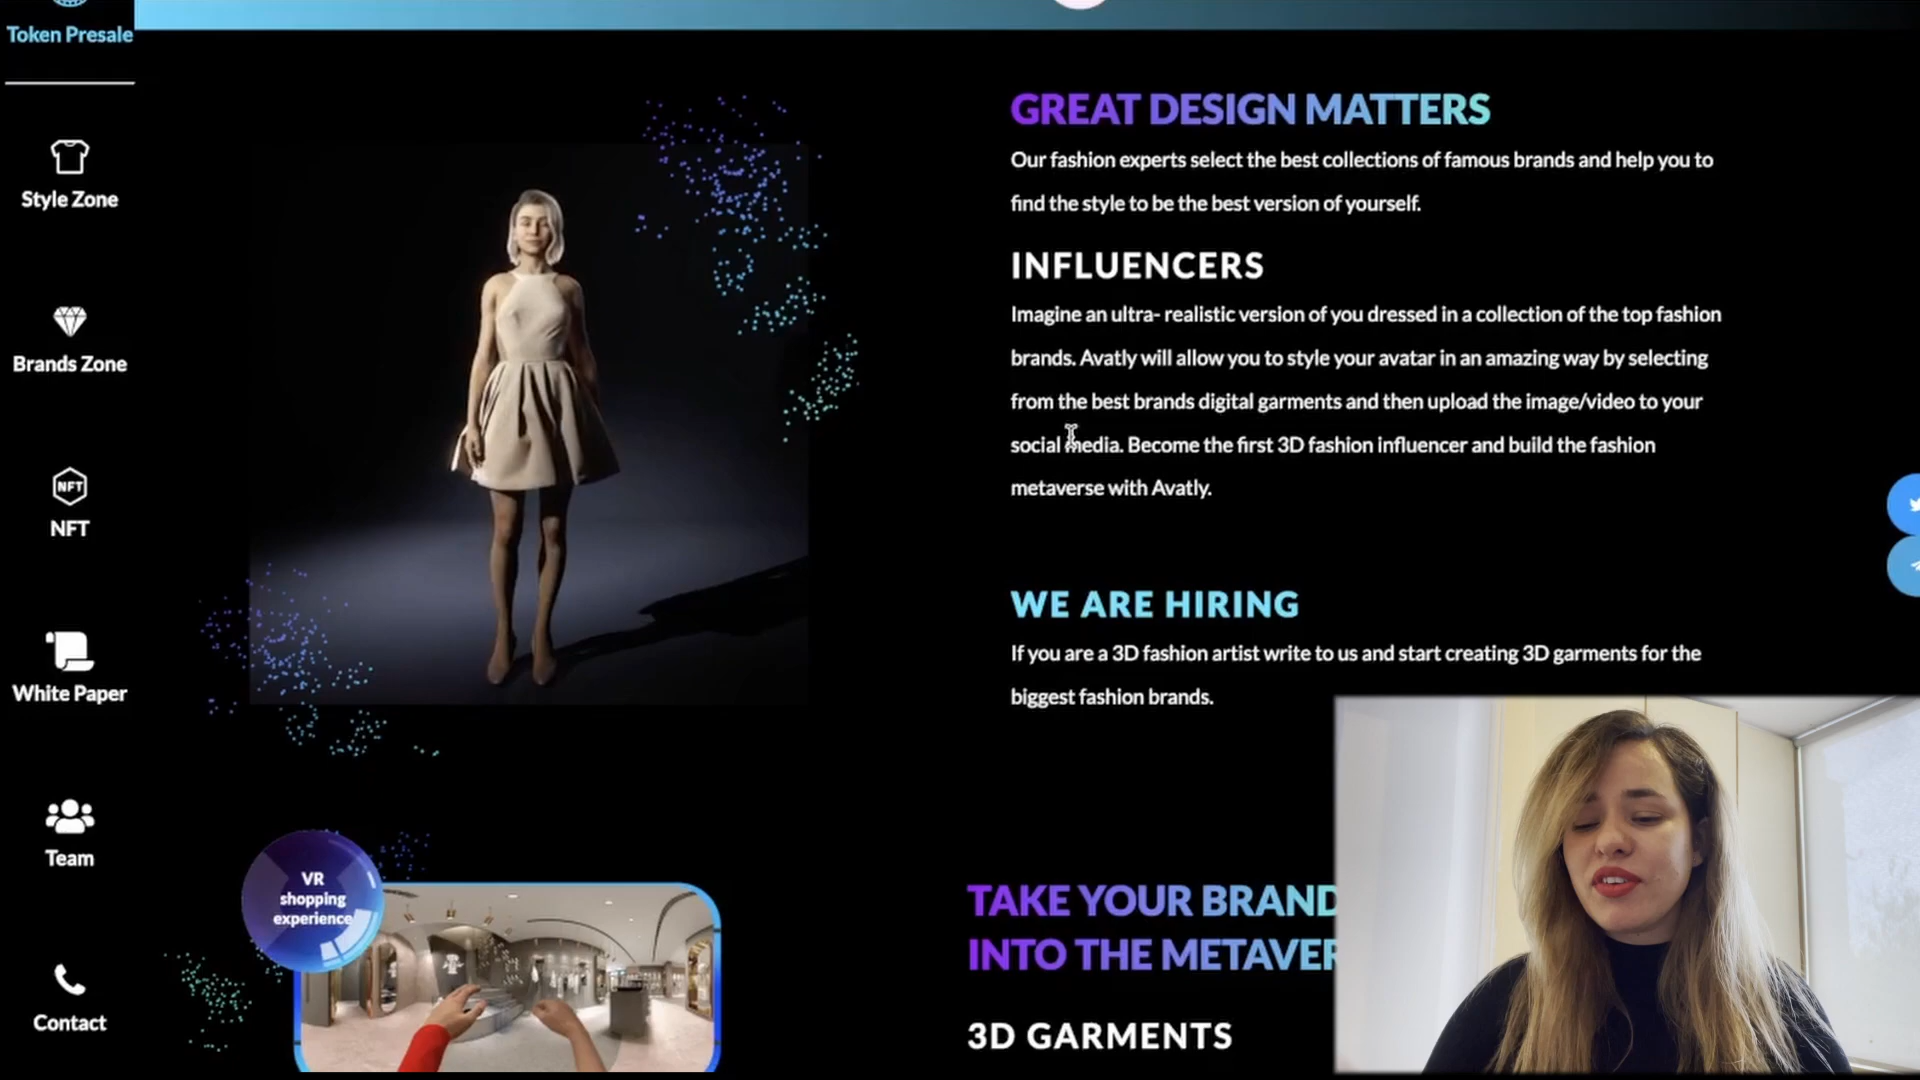 Token Presale
Style Zone
Brands Zone
NFT
NFT
White Paper
Team
Contact
GREAT DESIGN MATTERS
Our fashion experts select the best collections of famous brands and help you to
find the style to be the best version of yourself.
INFLUENCERS
Imagine an ultra- realistic version of you dressed in a collection of the top fashion
brands. Avatly will allow you to style your avatar in an amazing way by selecting
from the best brands digital garments and then upload the image/video to your
social media. Become the first 3D fashion influencer and build the fashion
metaverse with Avatly.
WE ARE HIRING
If you are a 3D fashion artist write to us and start creating 3D garments for the
biggest fashion brands.
VR
shopping
experience
TAKE YOUR BRAND
INTO THE METAVER
3D GARMENTS